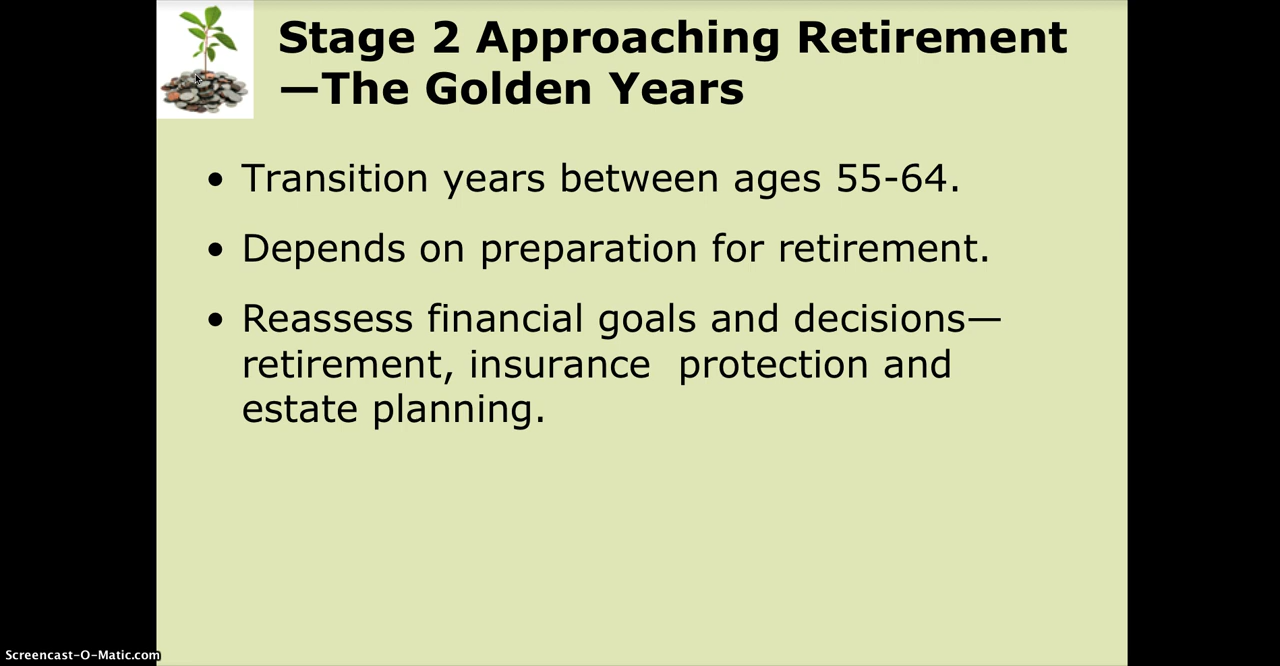 Stage 2 Approaching Retirement
—The Golden Years
• Transition years between ages 55-64.
• Depends on preparation for retirement.
• Reassess financial goals and decisions—
retirement, insurance  protection and
estate planning.
Screencast-O-Matic.com